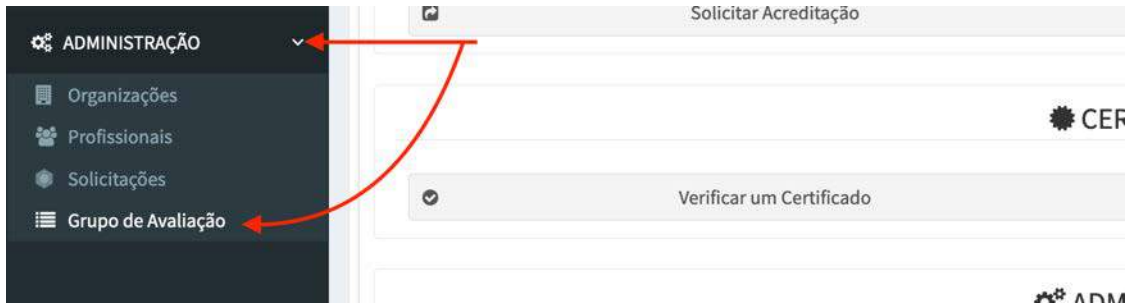 ADMINISTRAÇÃO
Organizações
Profissionais
Solicitações
Grupo de Avaliação
Solicitar Acreditação
CER
Verificar um Certificado
ADM